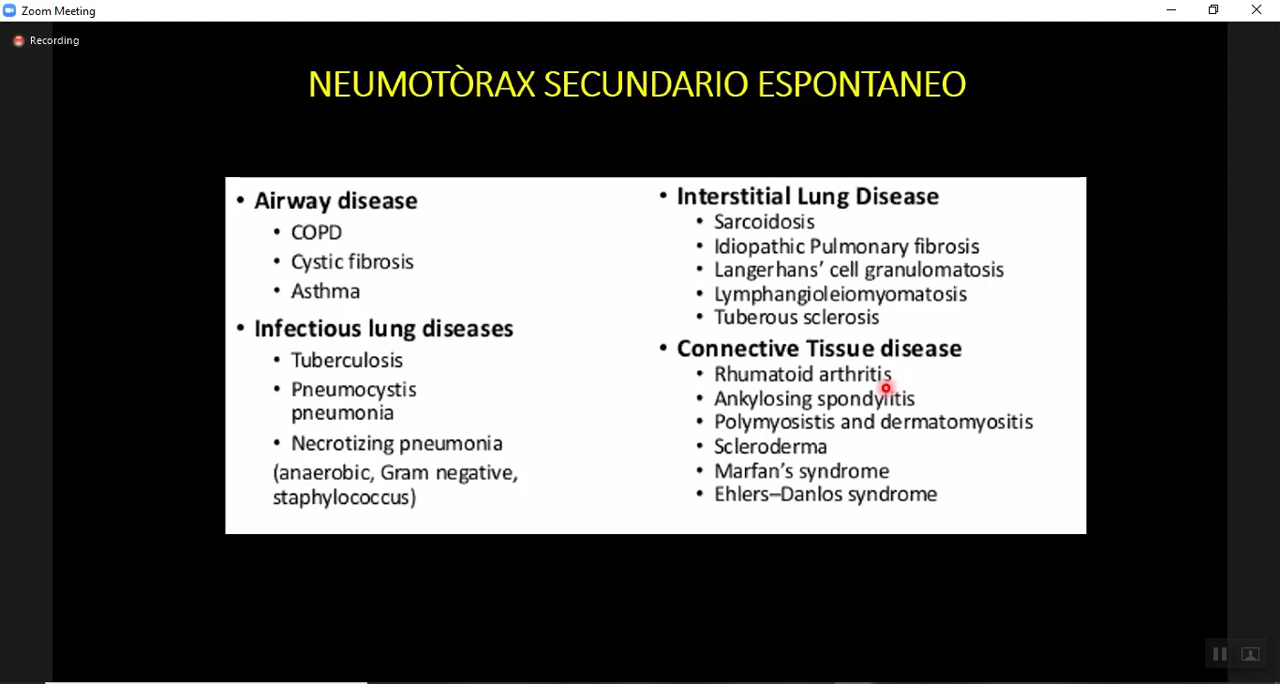 Zoom Meeting
Recording
NEUMOTÒRAX SECUNDARIO ESPONTANEO
• Airway disease
• COPD
• Cystic fibrosis
• Asthma
• Infectious lung diseases
• Tuberculosis
• Pneumocystis
pneumonia
• Necrotizing pneumonia
(anaerobic, Gram negative,
staphylococcus)
• Interstitial Lung Disease
• Sarcoidosis
• Idiopathic Pulmonary fibrosis
• Langerhans’ cell granulomatosis
• Lymphangioleiomyomatosis
• Tuberous sclerosis
• Connective Tissue disease
• Rhumatoid arthritis
• Ankylosing spondylitis
• Polymyosistis and dermatomyositis
• Scleroderma
• Marfan’s syndrome
• Ehlers–Danlos syndrome